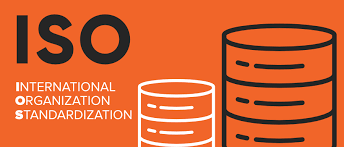 ISO
INTERNATIONAL
ORGANIZATION
STANDARDIZATION